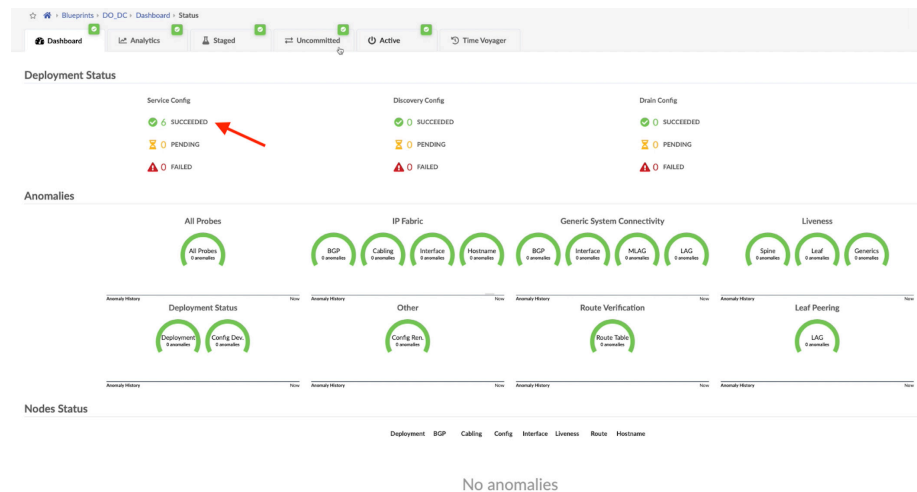 Blueprints › DO_DC › Dashboard › Status
Dashboard Analytics Staged Uncommitted Active Time Voyager
Deployment Status
Service Config Discovery Config Drain Config
6 SUCCEEDED 0 SUCCEEDED 0 SUCCEEDED
0 PENDING 0 PENDING 0 PENDING
0 FAILED 0 FAILED 0 FAILED
Anomalies
All Probes IP Fabric Generic System Connectivity Liveness
All Probes BGP Cabling Interface Hostname BGP Interface MLAG LAG Spine Leaf Generics
0 anomalies 0 anomalies 0 anomalies 0 anomalies 0 anomalies 0 anomalies 0 anomalies 0 anomalies 0 anomalies 0 anomalies 0 anomalies 0 anomalies
Anomaly History Now Anomaly History Now Anomaly History Now Anomaly History Now
Deployment Status Other Route Verification Leaf Peering
Deployment Config Dev. Config Ren. Route Table LAG
0 anomalies 0 anomalies 0 anomalies 0 anomalies 0 anomalies
Anomaly History Now Anomaly History Now Anomaly History Now Anomaly History Now
Nodes Status
Deployment BGP Cabling Config Interface Liveness Route Hostname
No anomalies